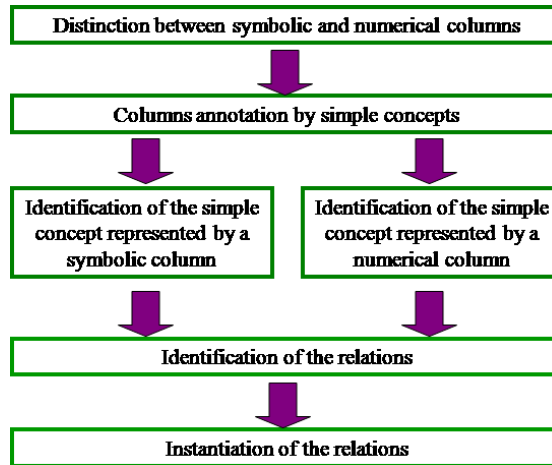 Distinction between symbolic and numerical columns
Columns annotation by simple concepts
Identification of the simple
concept represented by a
symbolic column
Identification of the simple
concept represented by a
numerical column
Identification of the relations
Instantiation of the relations